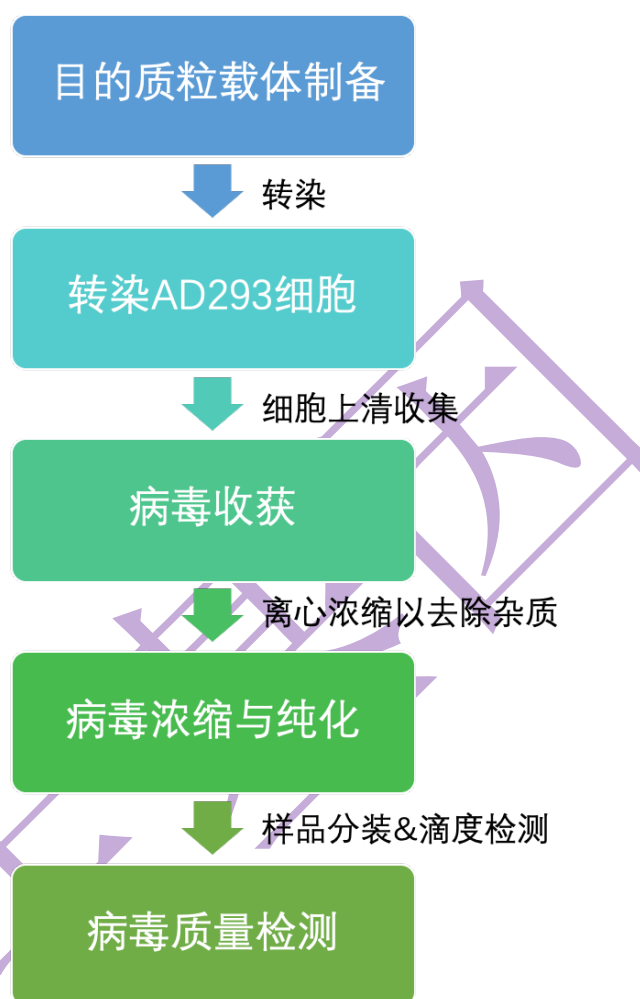 目的质粒载体制备
转染
转染AD293细胞
细胞上清收集
病毒收获
离心浓缩以去除杂质
病毒浓缩与纯化
样品分装&滴度检测
病毒质量检测